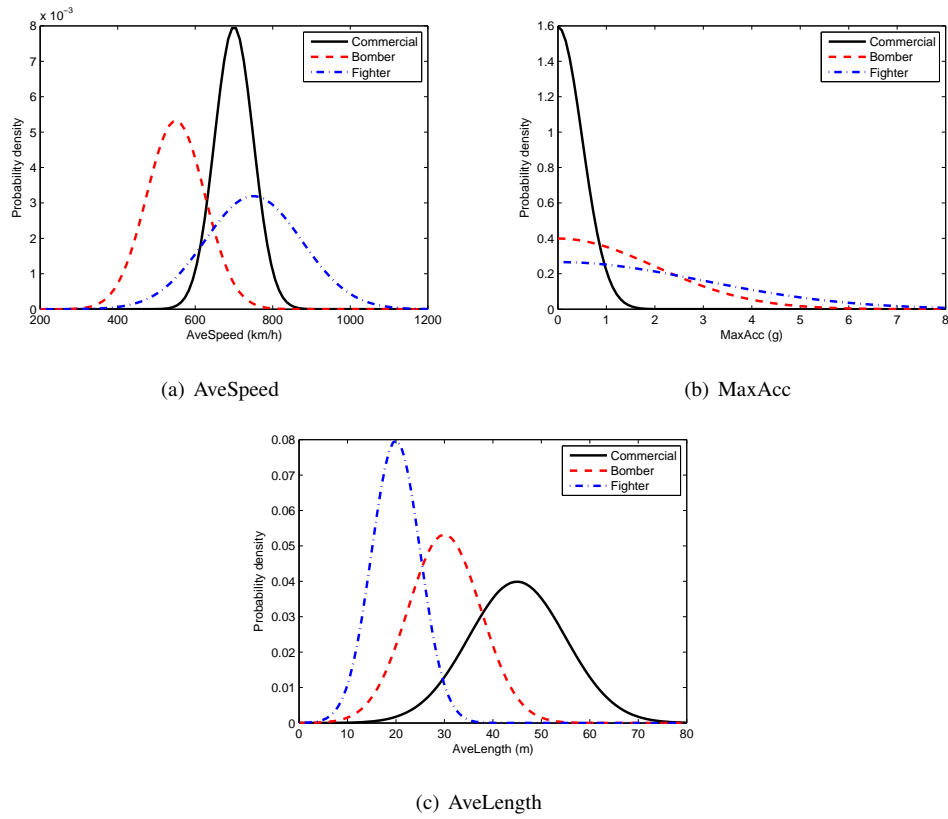 x 10⁻³
8
7
6
5
4
3
2
1
0
Probability density
200 400 600 800 1000 1200
AveSpeed (km/h)
Commercial
Bomber
Fighter
(a) AveSpeed
1.6
1.4
1.2
1
0.8
0.6
0.4
0.2
0
Probability density
0 1 2 3 4 5 6 7 8
MaxAcc (g)
Commercial
Bomber
Fighter
(b) MaxAcc
0.08
0.07
0.06
0.05
0.04
0.03
0.02
0.01
0
Probability density
0 10 20 30 40 50 60 70 80
AveLength (m)
Commercial
Bomber
Fighter
(c) AveLength